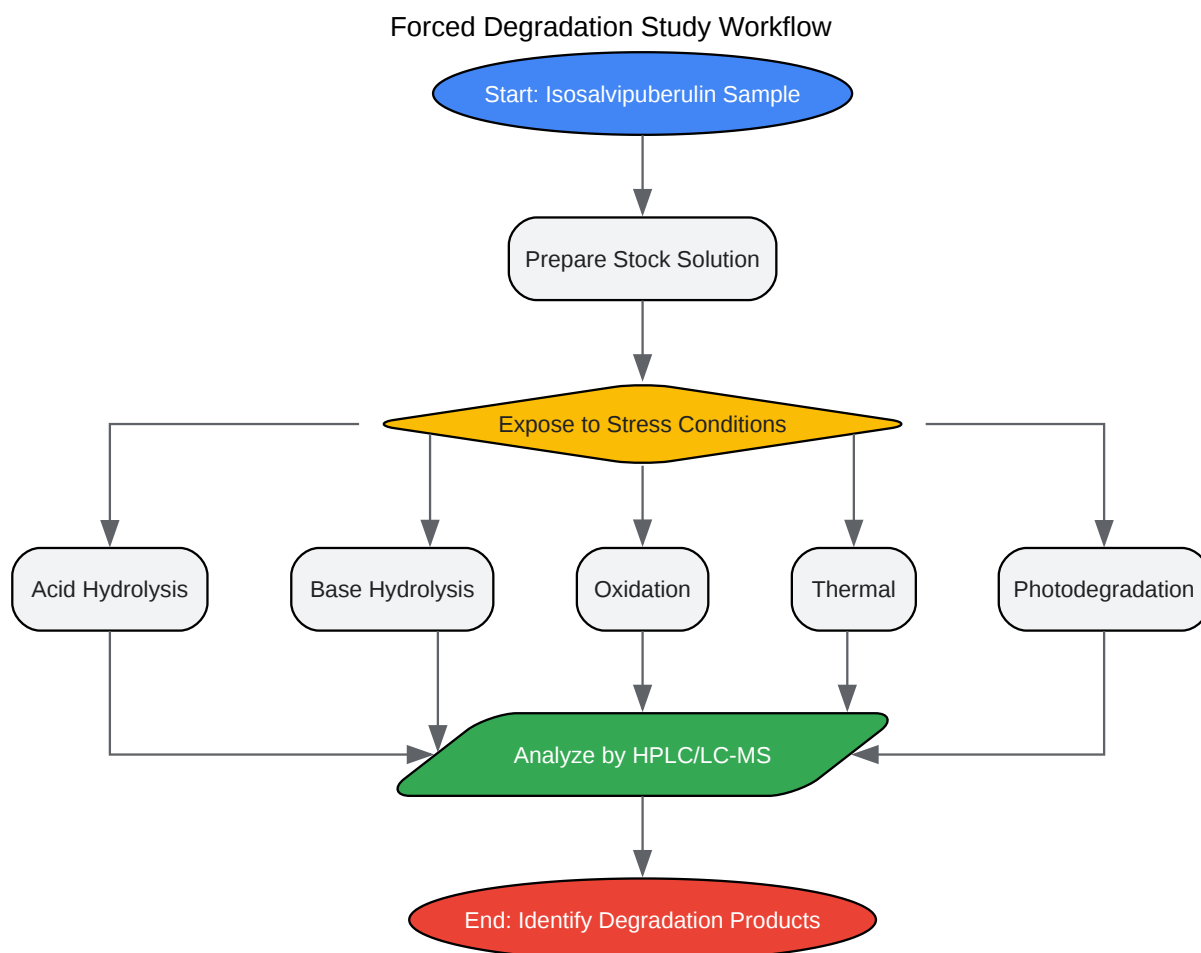 Forced Degradation Study Workflow
Start: Isosalvipuberulin Sample
Prepare Stock Solution
Expose to Stress Conditions
Acid Hydrolysis
Base Hydrolysis
Oxidation
Thermal
Photodegradation
Analyze by HPLC/LC-MS
End: Identify Degradation Products